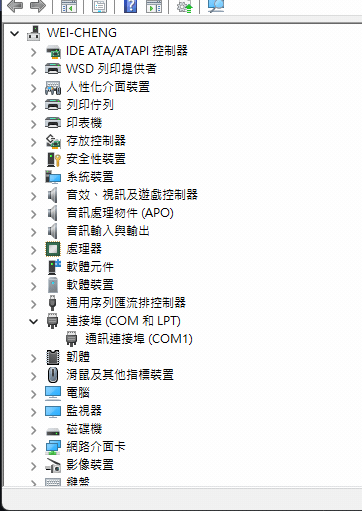 WEI-CHENG
IDE ATA/ATAPI 控制器
WSD 列印提供者
人性化介面裝置
列印佇列
印表機
存放控制器
安全性裝置
系統裝置
音效、視訊及遊戲控制器
音訊處理物件 (APO)
音訊輸入與輸出
處理器
軟體元件
軟體裝置
通用序列匯流排控制器
連接埠 (COM 和 LPT)
通訊連接埠 (COM1)
韌體
滑鼠及其他指標裝置
電腦
監視器
磁碟機
網路介面卡
影像裝置
鍵盤